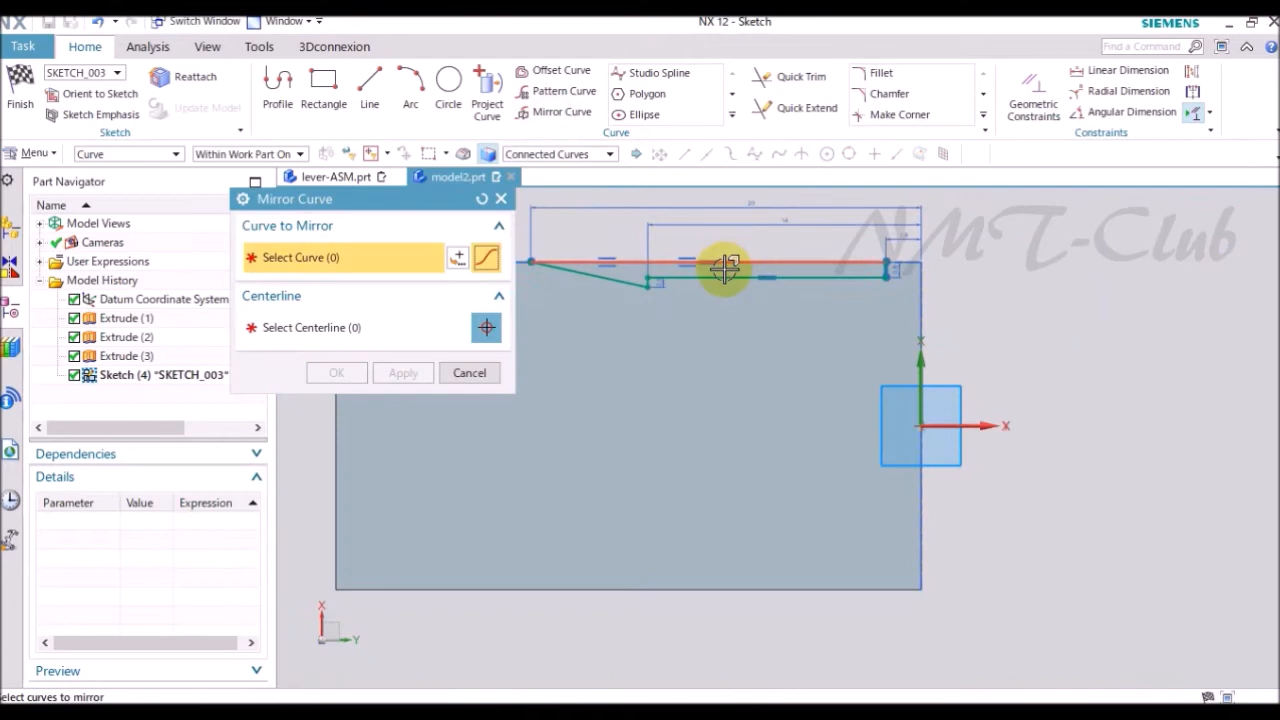 NX
Switch Window
Window
NX 12 - Sketch
SIEMENS
Task
Home
Analysis
View
Tools
3Dconnexion
Find a Command
SKETCH_003
Reattach
Finish
Orient to Sketch
Update Model
Sketch Emphasis
Sketch
Profile
Rectangle
Line
Arc
Circle
Project Curve
Offset Curve
Pattern Curve
Mirror Curve
Studio Spline
Polygon
Ellipse
Quick Trim
Quick Extend
Fillet
Chamfer
Make Corner
Curve
Geometric Constraints
Linear Dimension
Radial Dimension
Angular Dimension
Constraints
Menu
Curve
Within Work Part On
Connected Curves
Part Navigator
lever-ASM.prt
model2.prt
Name
Model Views
Cameras
User Expressions
Model History
Datum Coordinate System
Extrude (1)
Extrude (2)
Extrude (3)
Sketch (4) "SKETCH_003"
Mirror Curve
Curve to Mirror
* Select Curve (0)
Centerline
* Select Centerline (0)
OK
Apply
Cancel
NMT-Club
X
X
X
Y
Dependencies
Details
Parameter
Value
Expression
Preview
Select curves to mirror